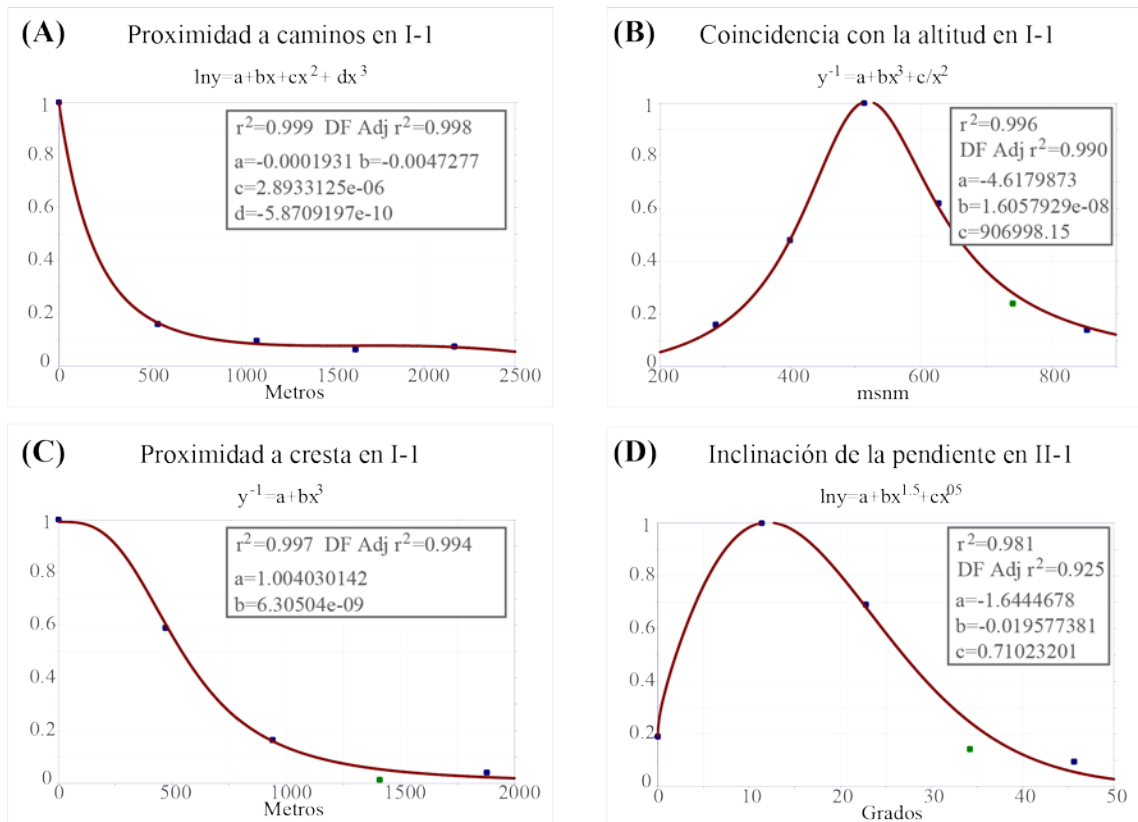 (A) Proximidad a caminos en I-1
lny=a+bx+cx²+ dx³
1
0.8
0.6
0.4
0.2
0
r²=0.999 DF Adj r²=0.998
a=-0.0001931 b=-0.0047277
c=2.8933125e-06
d=-5.8709197e-10
0 500 1000 1500 2000 2500
Metros
(B) Coincidencia con la altitud en I-1
y⁻¹=a+bx³+c/x²
1
0.8
0.6
0.4
0.2
0
r²=0.996
DF Adj r²=0.990
a=-4.6179873
b=1.6057929e-08
c=906998.15
200 400 600 800
msnm
(C) Proximidad a cresta en I-1
y⁻¹=a+bx³
1
0.8
0.6
0.4
0.2
0
r²=0.997 DF Adj r²=0.994
a=1.004030142
b=6.30504e-09
0 500 1000 1500 2000
Metros
(D) Inclinación de la pendiente en II-1
lny=a+bx¹·⁵+cx⁰⁵
1
0.8
0.6
0.4
0.2
0
r²=0.981
DF Adj r²=0.925
a=-1.6444678
b=-0.019577381
c=0.71023201
0 10 20 30 40 50
Grados